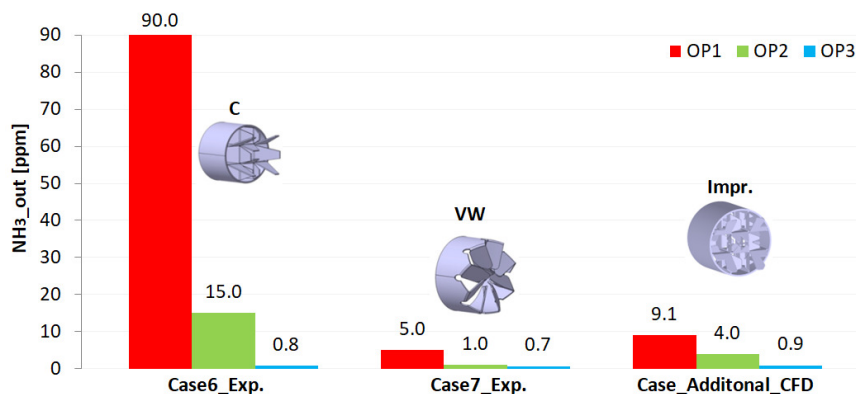 90.0
90
80
70
60
50
40
30
20
10
0
NH₃_out [ppm]
OP1 OP2 OP3
C
15.0
0.8
VW
5.0
1.0
0.7
Impr.
9.1
4.0
0.9
Case6_Exp.
Case7_Exp.
Case_Additonal_CFD